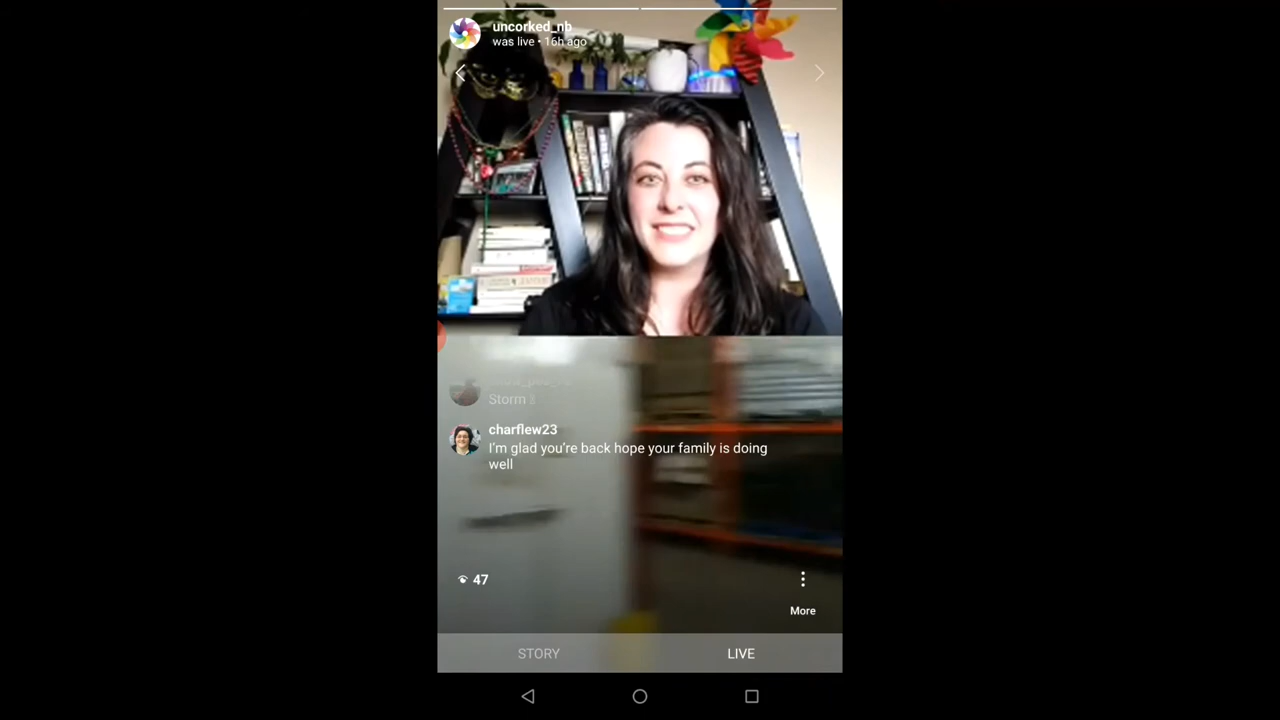 uncorked_nb
was live • 16h ago
Storm
charflew23
I'm glad you're back hope your family is doing
well
47
More
STORY
LIVE